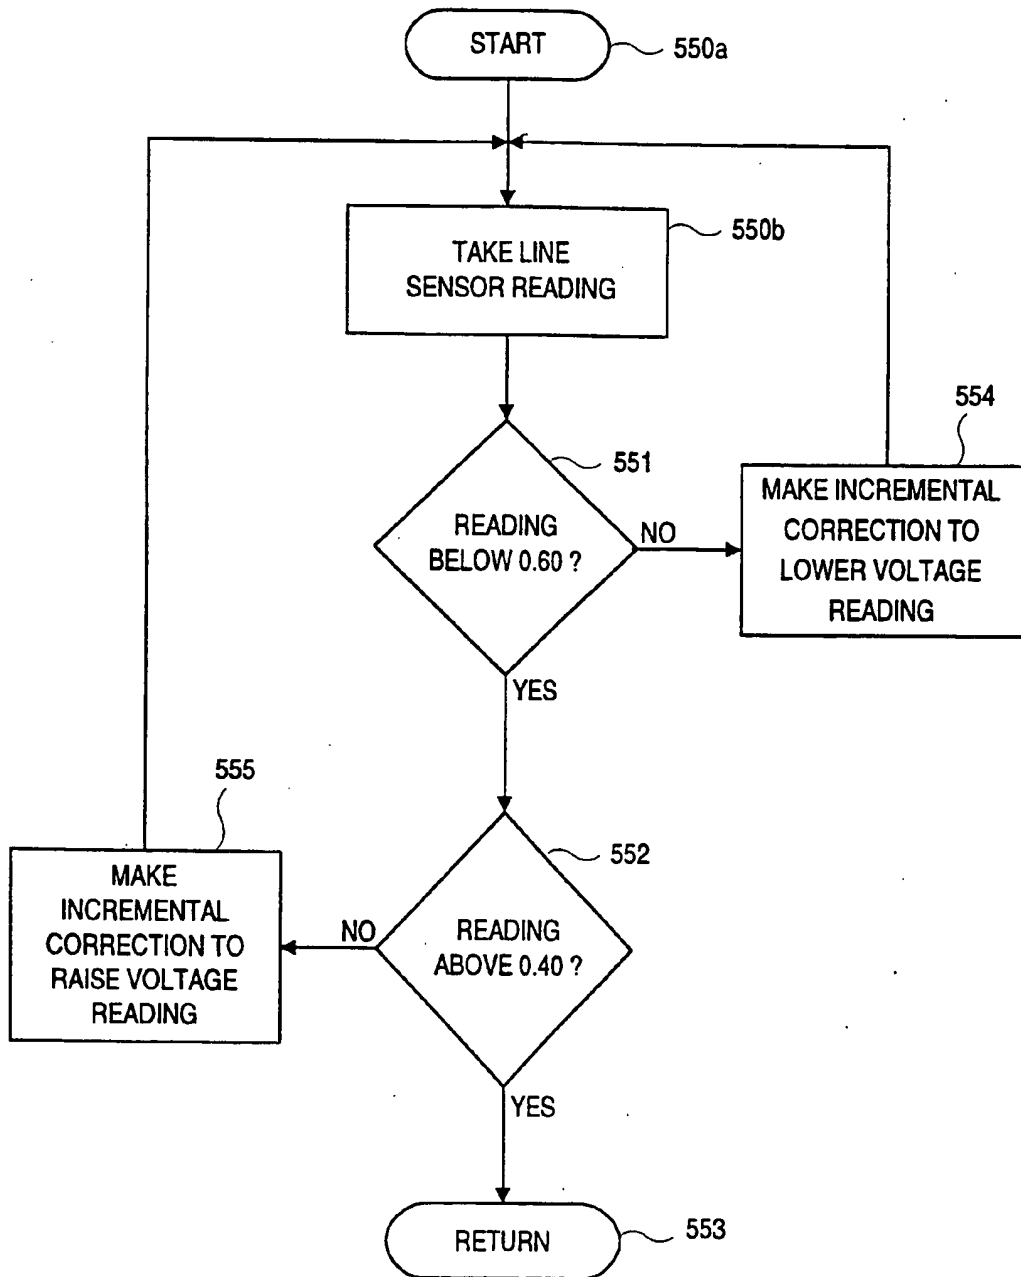 START
550a
TAKE LINE
SENSOR READING
550b
551
READING
BELOW 0.60 ?
NO
554
MAKE INCREMENTAL
CORRECTION TO
LOWER VOLTAGE
READING
YES
555
MAKE
INCREMENTAL
CORRECTION TO
RAISE VOLTAGE
READING
NO
552
READING
ABOVE 0.40 ?
YES
RETURN
553